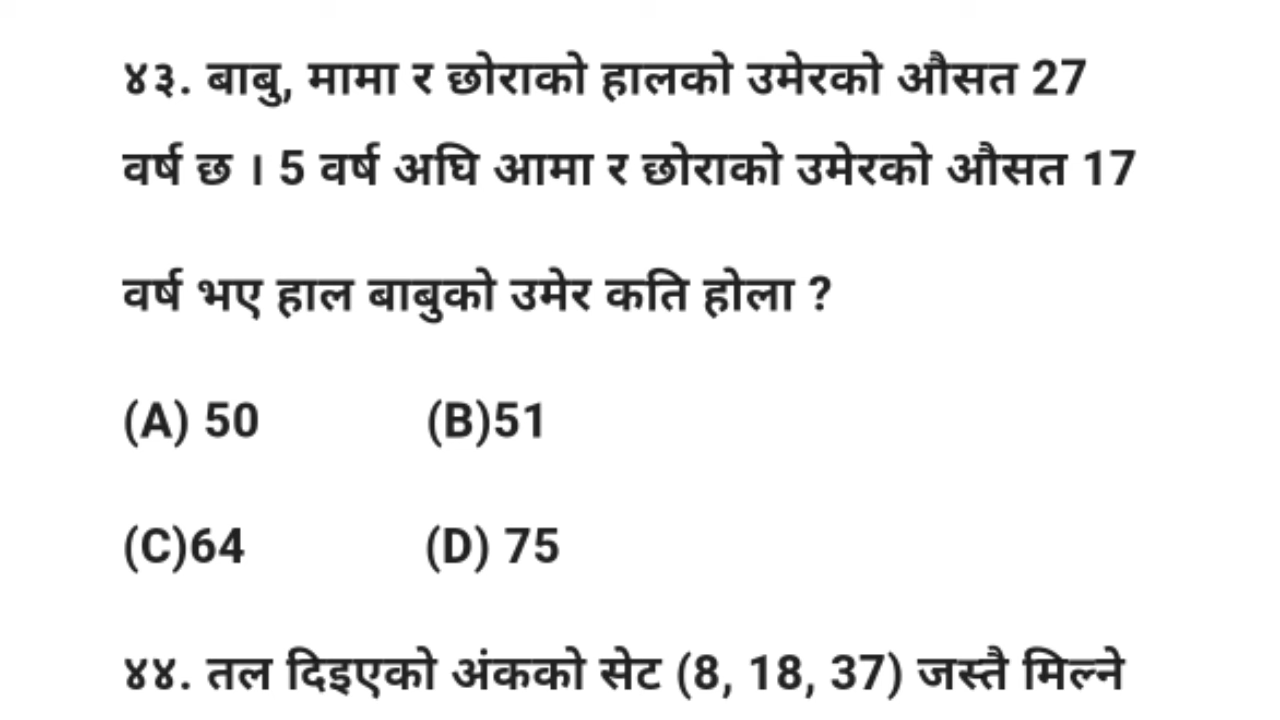 ४३. बाबु, मामा र छोराको हालको उमेरको औसत 27
वर्ष छ । 5 वर्ष अघि आमा र छोराको उमेरको औसत 17
वर्ष भए हाल बाबुको उमेर कति होला ?
(A) 50 (B)51
(C)64 (D) 75
४४. तल दिइएको अंकको सेट (8, 18, 37) जस्तै मिल्ने